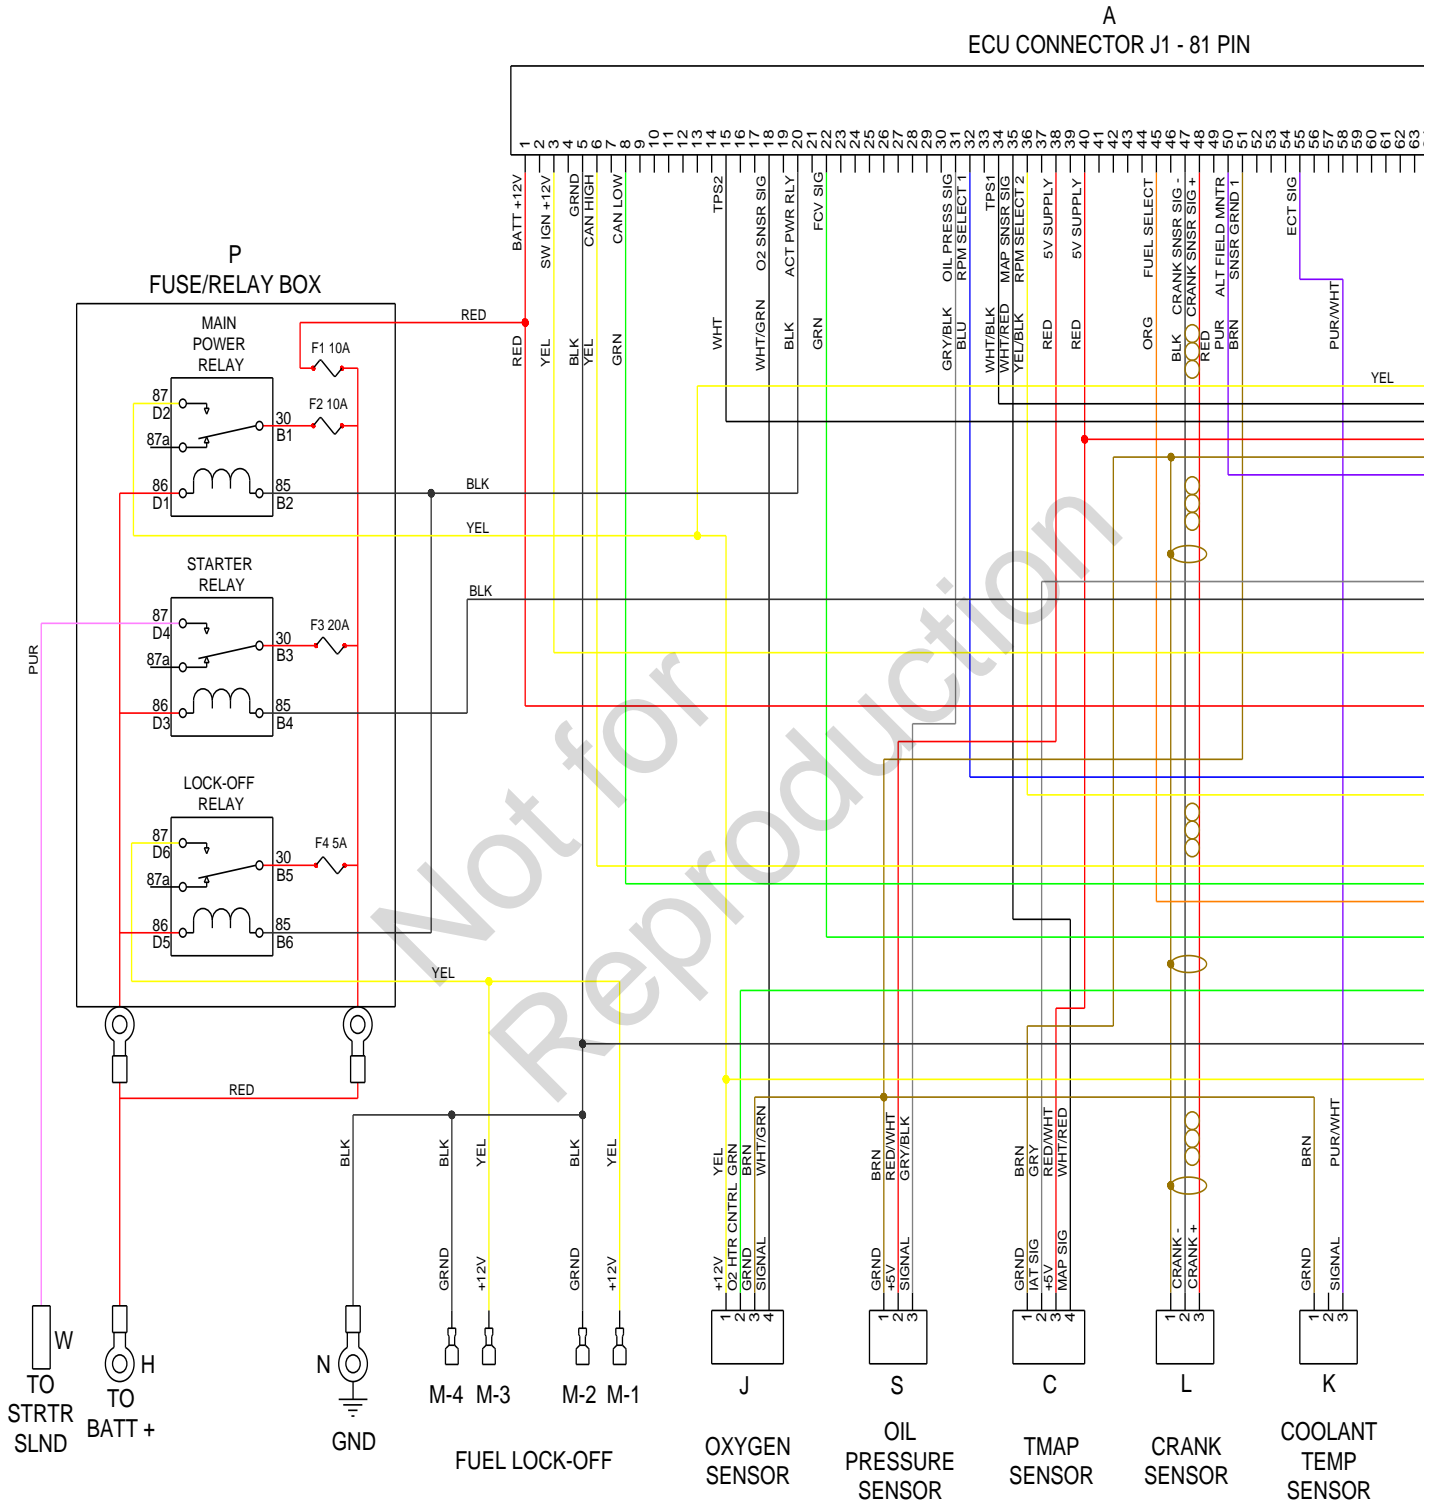 A
ECU CONNECTOR J1 - 81 PIN
1 2 3 4 5 6 7 8 9 10 11 12 13 14 15 16 17 18 19 20 21 22 23 24 25 26 27 28 29 30 31 32 33 34 35 36 37 38 39 40 41 42 43 44 45 46 47 48 49 50 51 52 53 54 55 56 57 58 59 60 61 62 63
BATT +12V
SW IGN +12V
GRND
CAN HIGH
CAN LOW
TPS2
O2 SNSR SIG
ACT PWR RLY
FCV SIG
OIL PRESS SIG
RPM SELECT 1
TPS1
MAP SNSR SIG
RPM SELECT 2
5V SUPPLY
5V SUPPLY
FUEL SELECT
CRANK SNSR SIG -
CRANK SNSR SIG +
ALT FIELD MNTR
SNSR GRND 1
ECT SIG
RED
YEL
BLK
YEL
GRN
WHT
WHT/GRN
BLK
GRN
GRY/BLK
BLU
WHT/BLK
WHT/RED
YEL/BLK
RED
RED
ORG
BLK
RED
PUR
BRN
PUR/WHT
P
FUSE/RELAY BOX
RED
YEL
MAIN
POWER
RELAY
F1 10A
87
D2
F2 10A
30
B1
87a
86
D1
85
B2
BLK
YEL
STARTER
RELAY
BLK
87
D4
F3 20A
30
B3
87a
PUR
86
D3
85
B4
LOCK-OFF
RELAY
87
D6
F4 5A
30
B5
87a
86
D5
85
B6
YEL
RED
Not for
Reproduction
BLK
BLK
YEL
BLK
YEL
YEL
GRN
BRN
WHT/GRN
BRN
RED/WHT
GRY/BLK
BRN
GRY
RED/WHT
WHT/RED
BRN
PUR/WHT
GRND
+12V
GRND
+12V
+12V
O2 HTR CNTRL
GRND
SIGNAL
GRND
+5V
SIGNAL
GRND
IAT SIG
+5V
MAP SIG
CRANK -
CRANK +
GRND
SIGNAL
1 2 3 4
1 2 3
1 2 3 4
1 2 3
1 2 3
W
TO
STRTR
SLND
H
TO
BATT +
N
GND
M-4 M-3 M-2 M-1
FUEL LOCK-OFF
J
OXYGEN
SENSOR
S
OIL
PRESSURE
SENSOR
C
TMAP
SENSOR
L
CRANK
SENSOR
K
COOLANT
TEMP
SENSOR